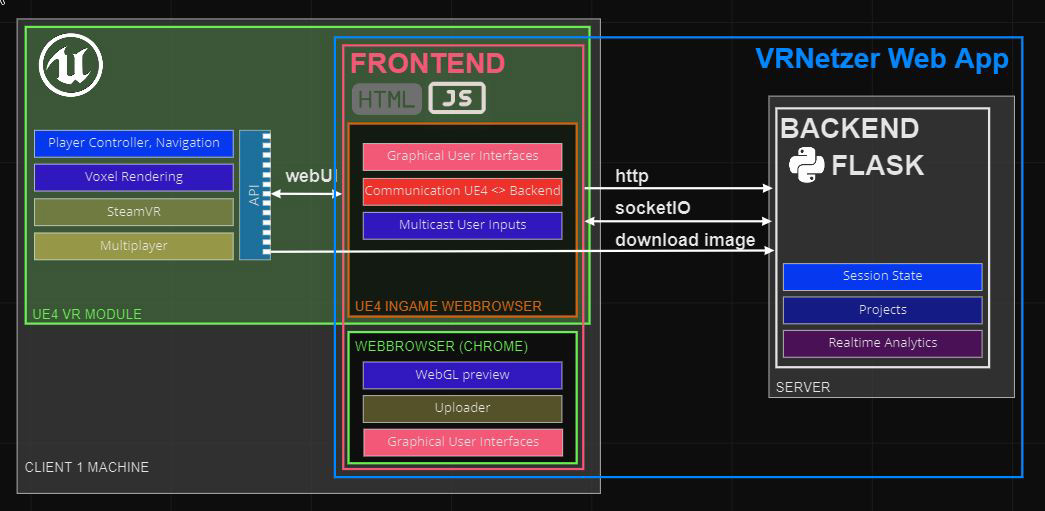 VRNetzer Web App
FRONTEND
HTML
JS
BACKEND
FLASK
Player Controller, Navigation
Voxel Rendering
SteamVR
Multiplayer
API
webUI
Graphical User Interfaces
Communication UE4 <> Backend
Multicast User Inputs
http
socketIO
download image
Session State
Projects
Realtime Analytics
UE4 VR MODULE
UE4 INGAME WEBBROWSER
WEBBROWSER (CHROME)
WebGL preview
Uploader
Graphical User Interfaces
SERVER
CLIENT 1 MACHINE